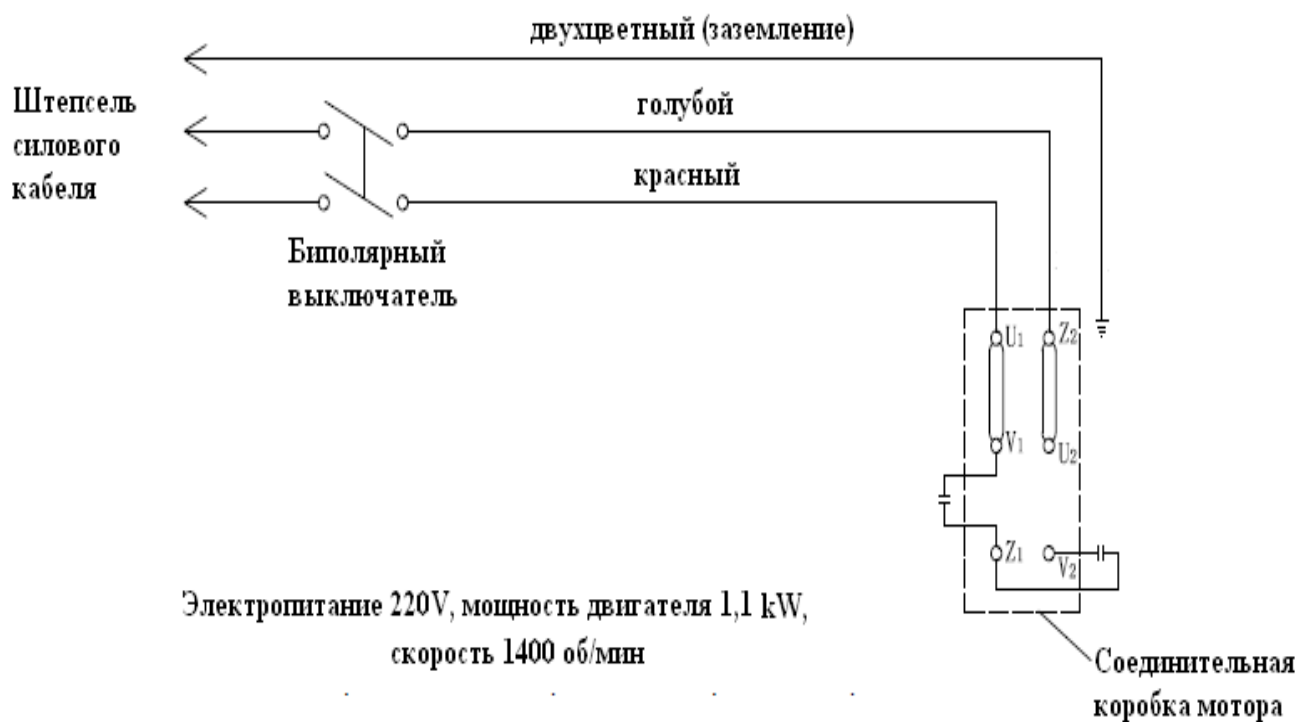 двухцветный (заземление)
Штепсель
силового
кабеля
голубой
красный
Биполярный
выключатель
U1
Z2
V1
U2
Z1
V2
Электропитание 220V, мощность двигателя 1,1 kW,
скорость 1400 об/мин
Соединительная
коробка мотора